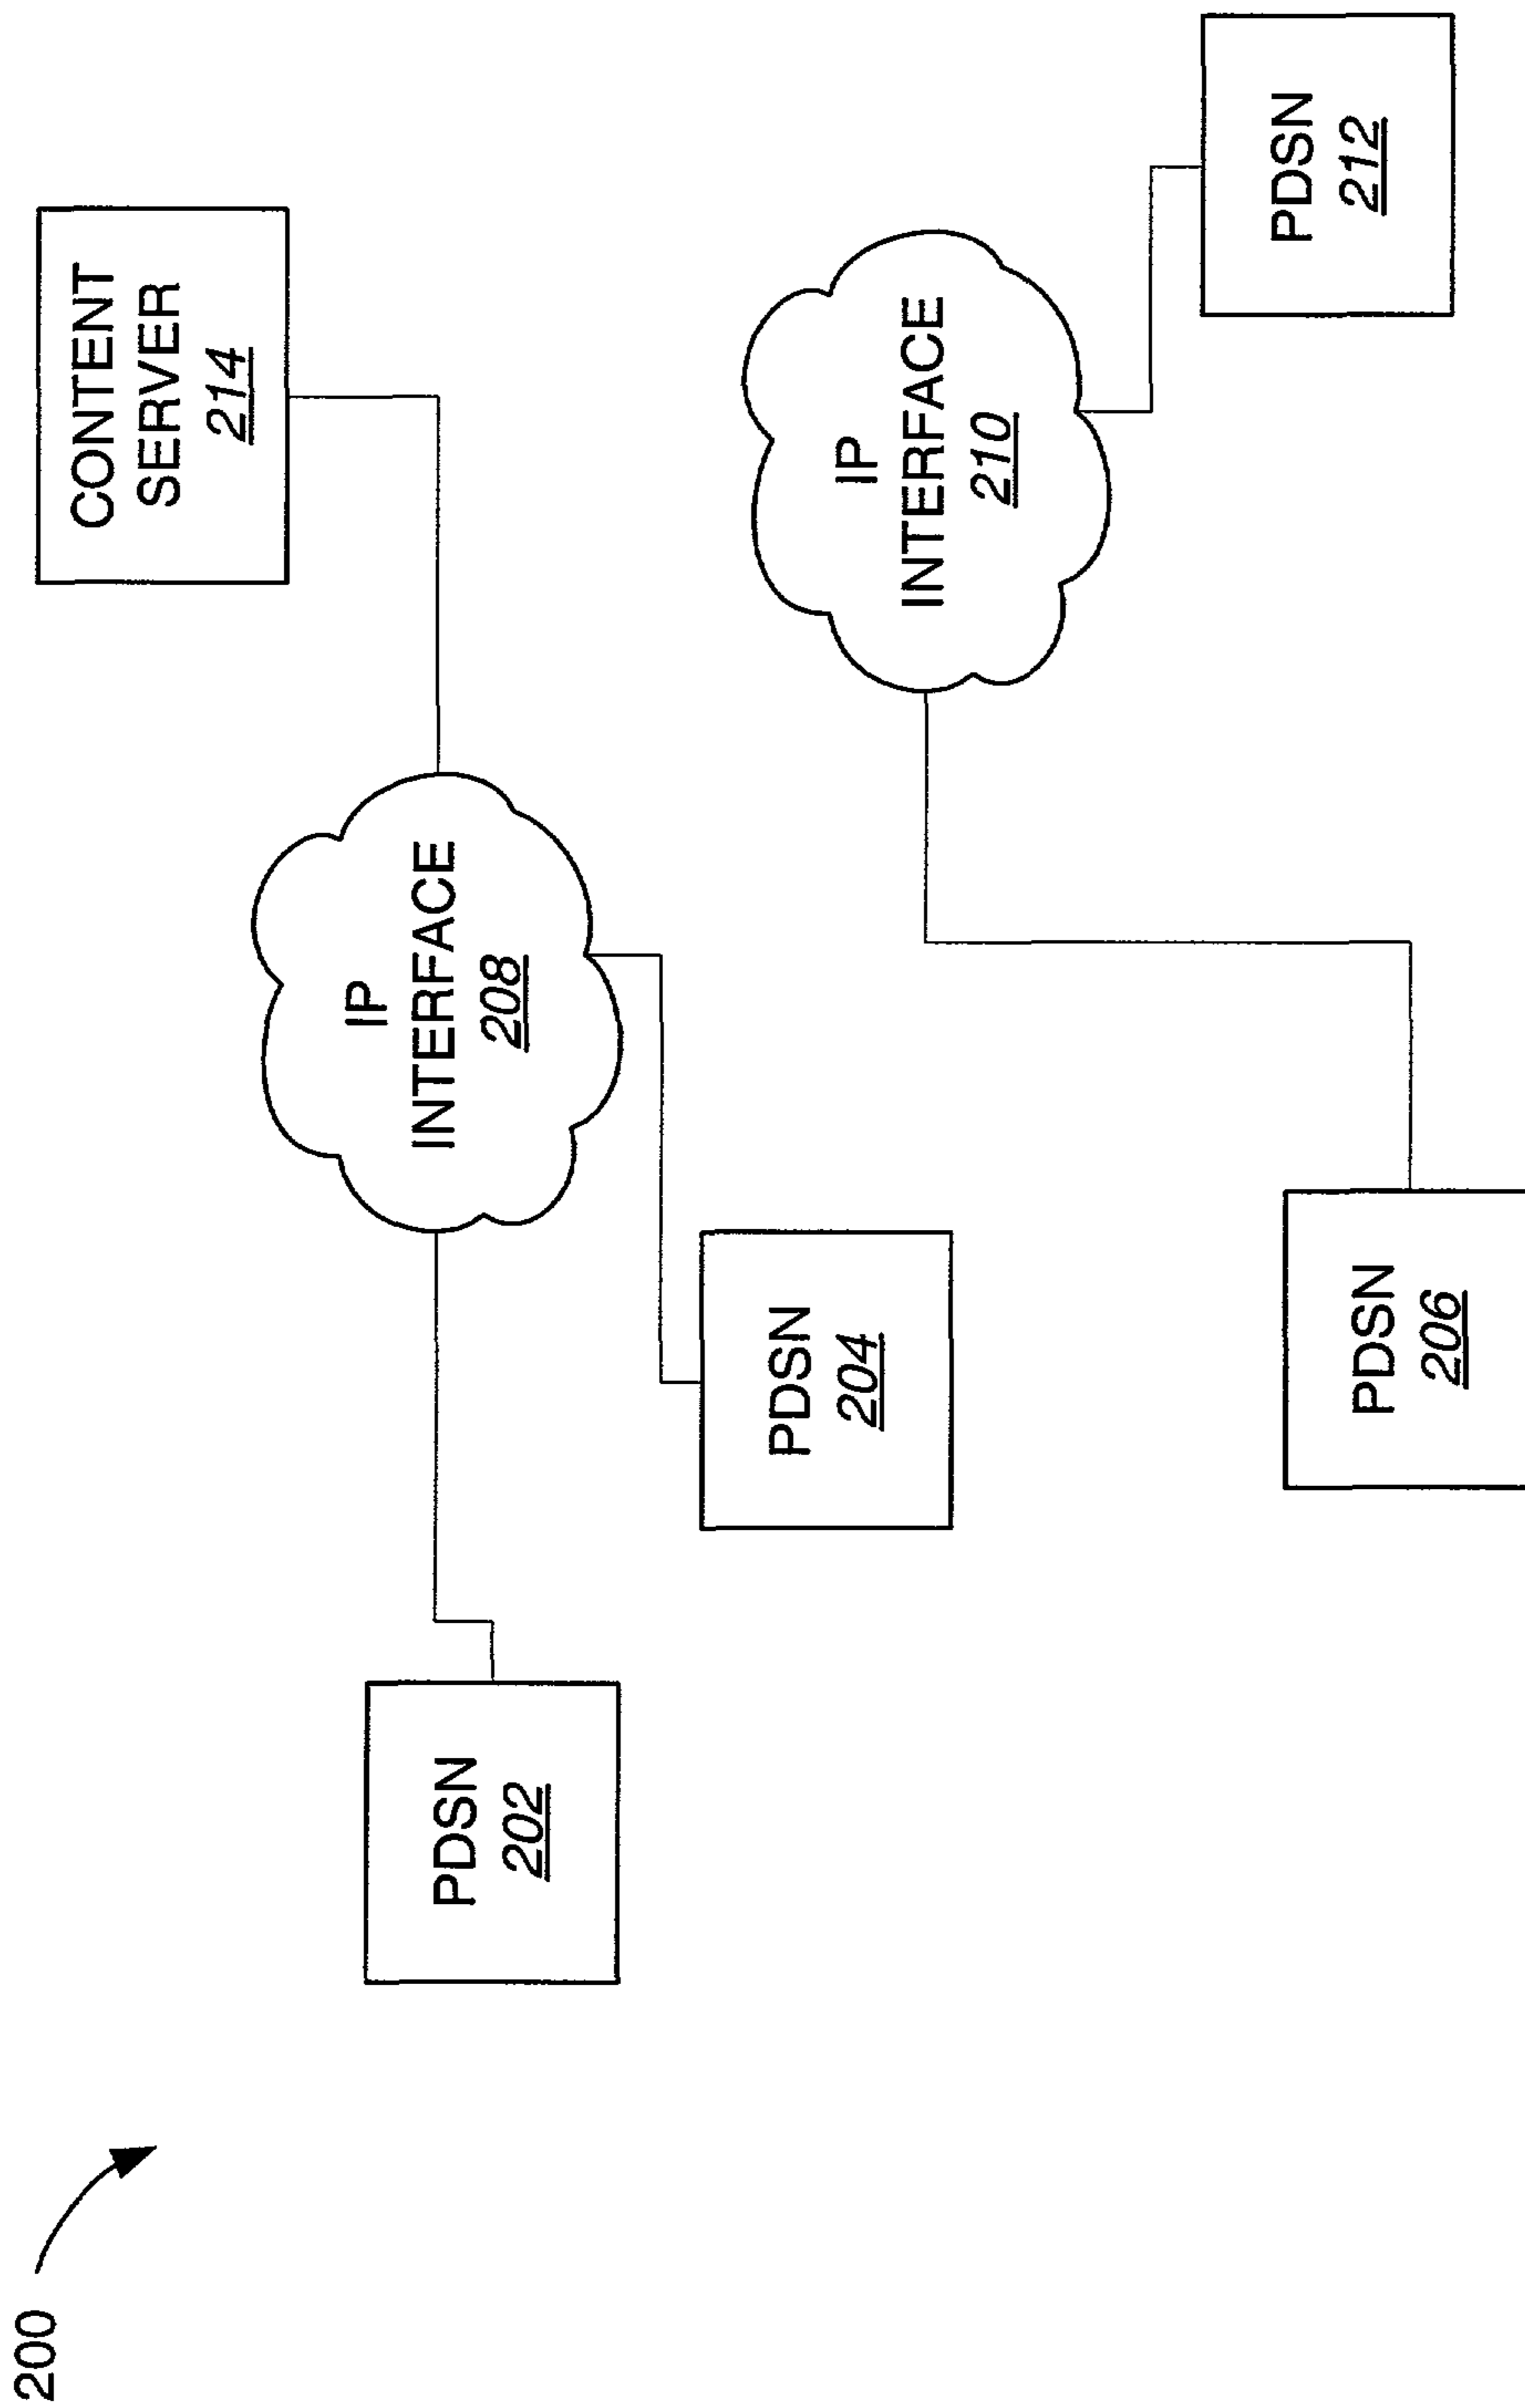 200
CONTENT
SERVER
214
IP
INTERFACE
208
PDSN
202
PDSN
204
IP
INTERFACE
210
PDSN
212
PDSN
206